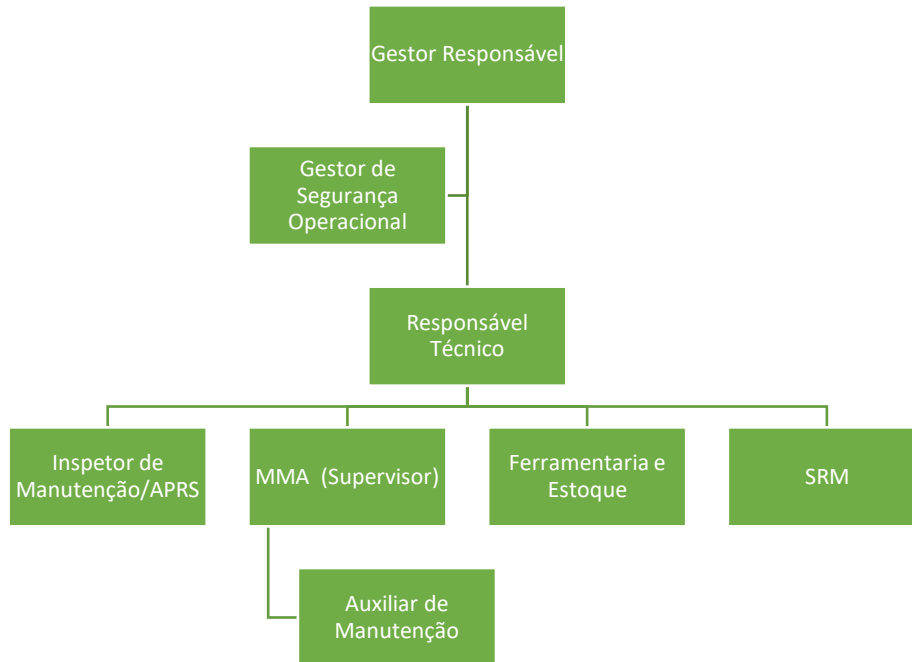 Gestor Responsável
Gestor de
Segurança
Operacional
Responsável
Técnico
Inspetor de
Manutenção/APRS
MMA (Supervisor)
Ferramentaria e
Estoque
SRM
Auxiliar de
Manutenção